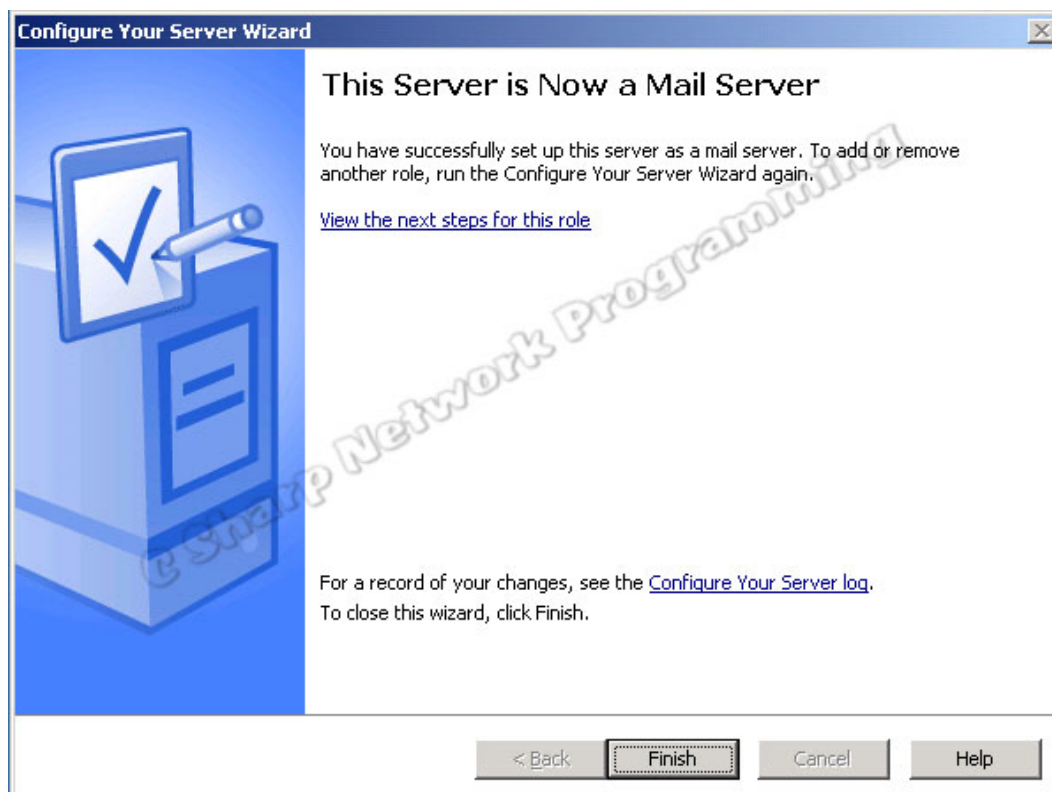 Configure Your Server Wizard
This Server is Now a Mail Server
You have successfully set up this server as a mail server. To add or remove
another role, run the Configure Your Server Wizard again.
View the next steps for this role
C Sharp Network Programming
For a record of your changes, see the Configure Your Server log.
To close this wizard, click Finish.
< Back
Finish
Cancel
Help